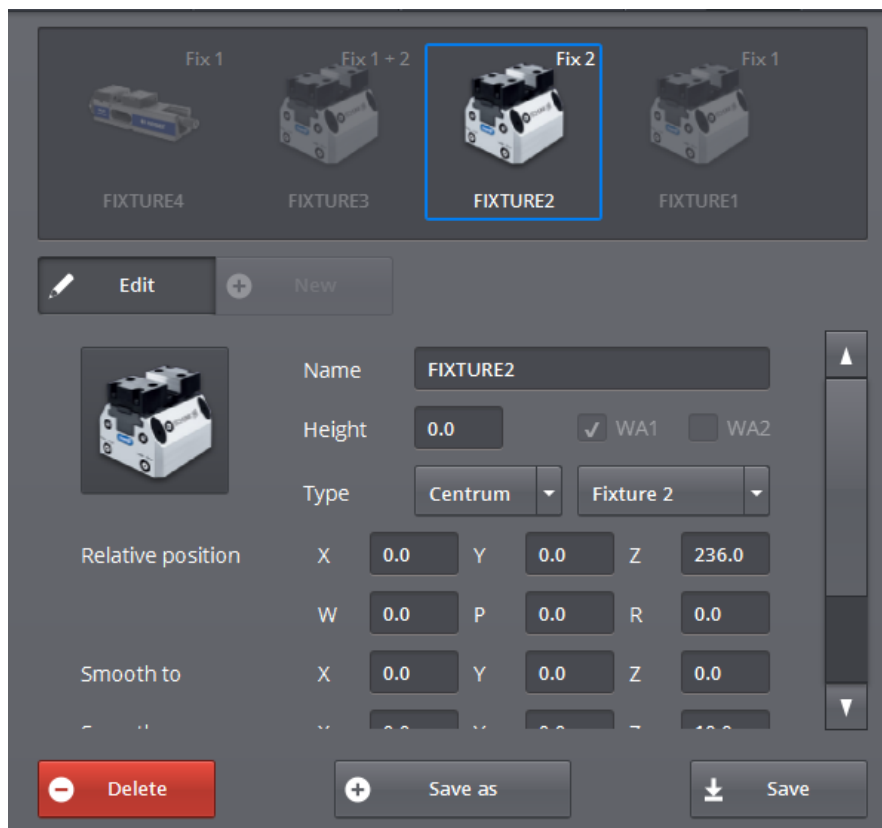 Fix 1
Fix 1 + 2
Fix 2
Fix 1
FIXTURE4
FIXTURE3
FIXTURE2
FIXTURE1
Edit
New
Name FIXTURE2
Height 0.0 WA1 WA2
Type Centrum Fixture 2
Relative position X 0.0 Y 0.0 Z 236.0
W 0.0 P 0.0 R 0.0
Smooth to X 0.0 Y 0.0 Z 0.0
Delete
Save as
Save